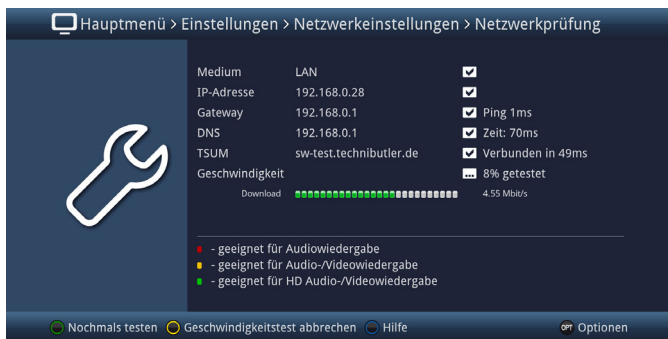 Hauptmenü > Einstellungen > Netzwerkeinstellungen > Netzwerkprüfung
Medium LAN
IP-Adresse 192.168.0.28
Gateway 192.168.0.1 Ping 1ms
DNS 192.168.0.1 Zeit: 70ms
TSUM sw-test.technibutler.de Verbunden in 49ms
Geschwindigkeit ... 8% getestet
Download 4.55 Mbit/s
- geeignet für Audiowiedergabe
- geeignet für Audio-/Videowiedergabe
- geeignet für HD Audio-/Videowiedergabe
Nochmals testen Geschwindigkeitstest abbrechen Hilfe OPT Optionen